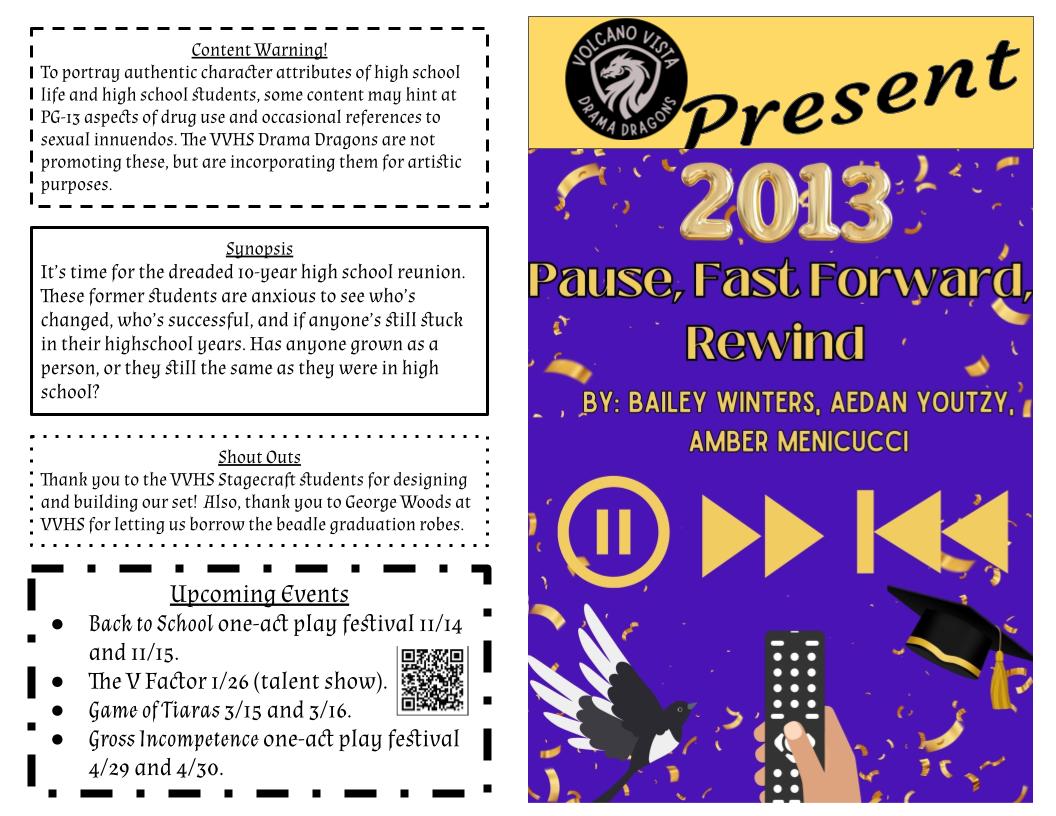 Content Warning!
To portray authentic character attributes of high school
life and high school students, some content may hint at
PG-13 aspects of drug use and occasional references to
sexual innuendos. The VVHS Drama Dragons are not
promoting these, but are incorporating them for artistic
purposes.
Synopsis
It's time for the dreaded 10-year high school reunion.
These former students are anxious to see who's
changed, who's successful, and if anyone's still stuck
in their highschool years. Has anyone grown as a
person, or they still the same as they were in high
school?
Shout Outs
Thank you to the VVHS Stagecraft students for designing
and building our set! Also, thank you to George Woods at
VVHS for letting us borrow the beadle graduation robes.
Upcoming Events
● Back to School one-act play festival 11/14
and 11/15.
● The V Factor 1/26 (talent show).
● Game of Tiaras 3/15 and 3/16.
● Gross Incompetence one-act play festival
4/29 and 4/30.
VOLCANO VISTA
DRAMA DRAGONS
Present
2013
Pause, Fast Forward,
Rewind
BY: BAILEY WINTERS, AEDAN YOUTZY,
AMBER MENICUCCI